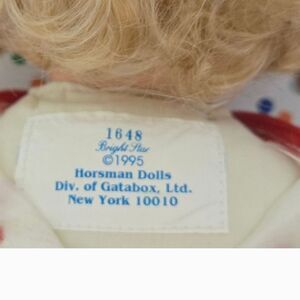 1648
Bright Star
©1995
Horsman Dolls
Div. of Gatabox, Ltd.
New York 10010